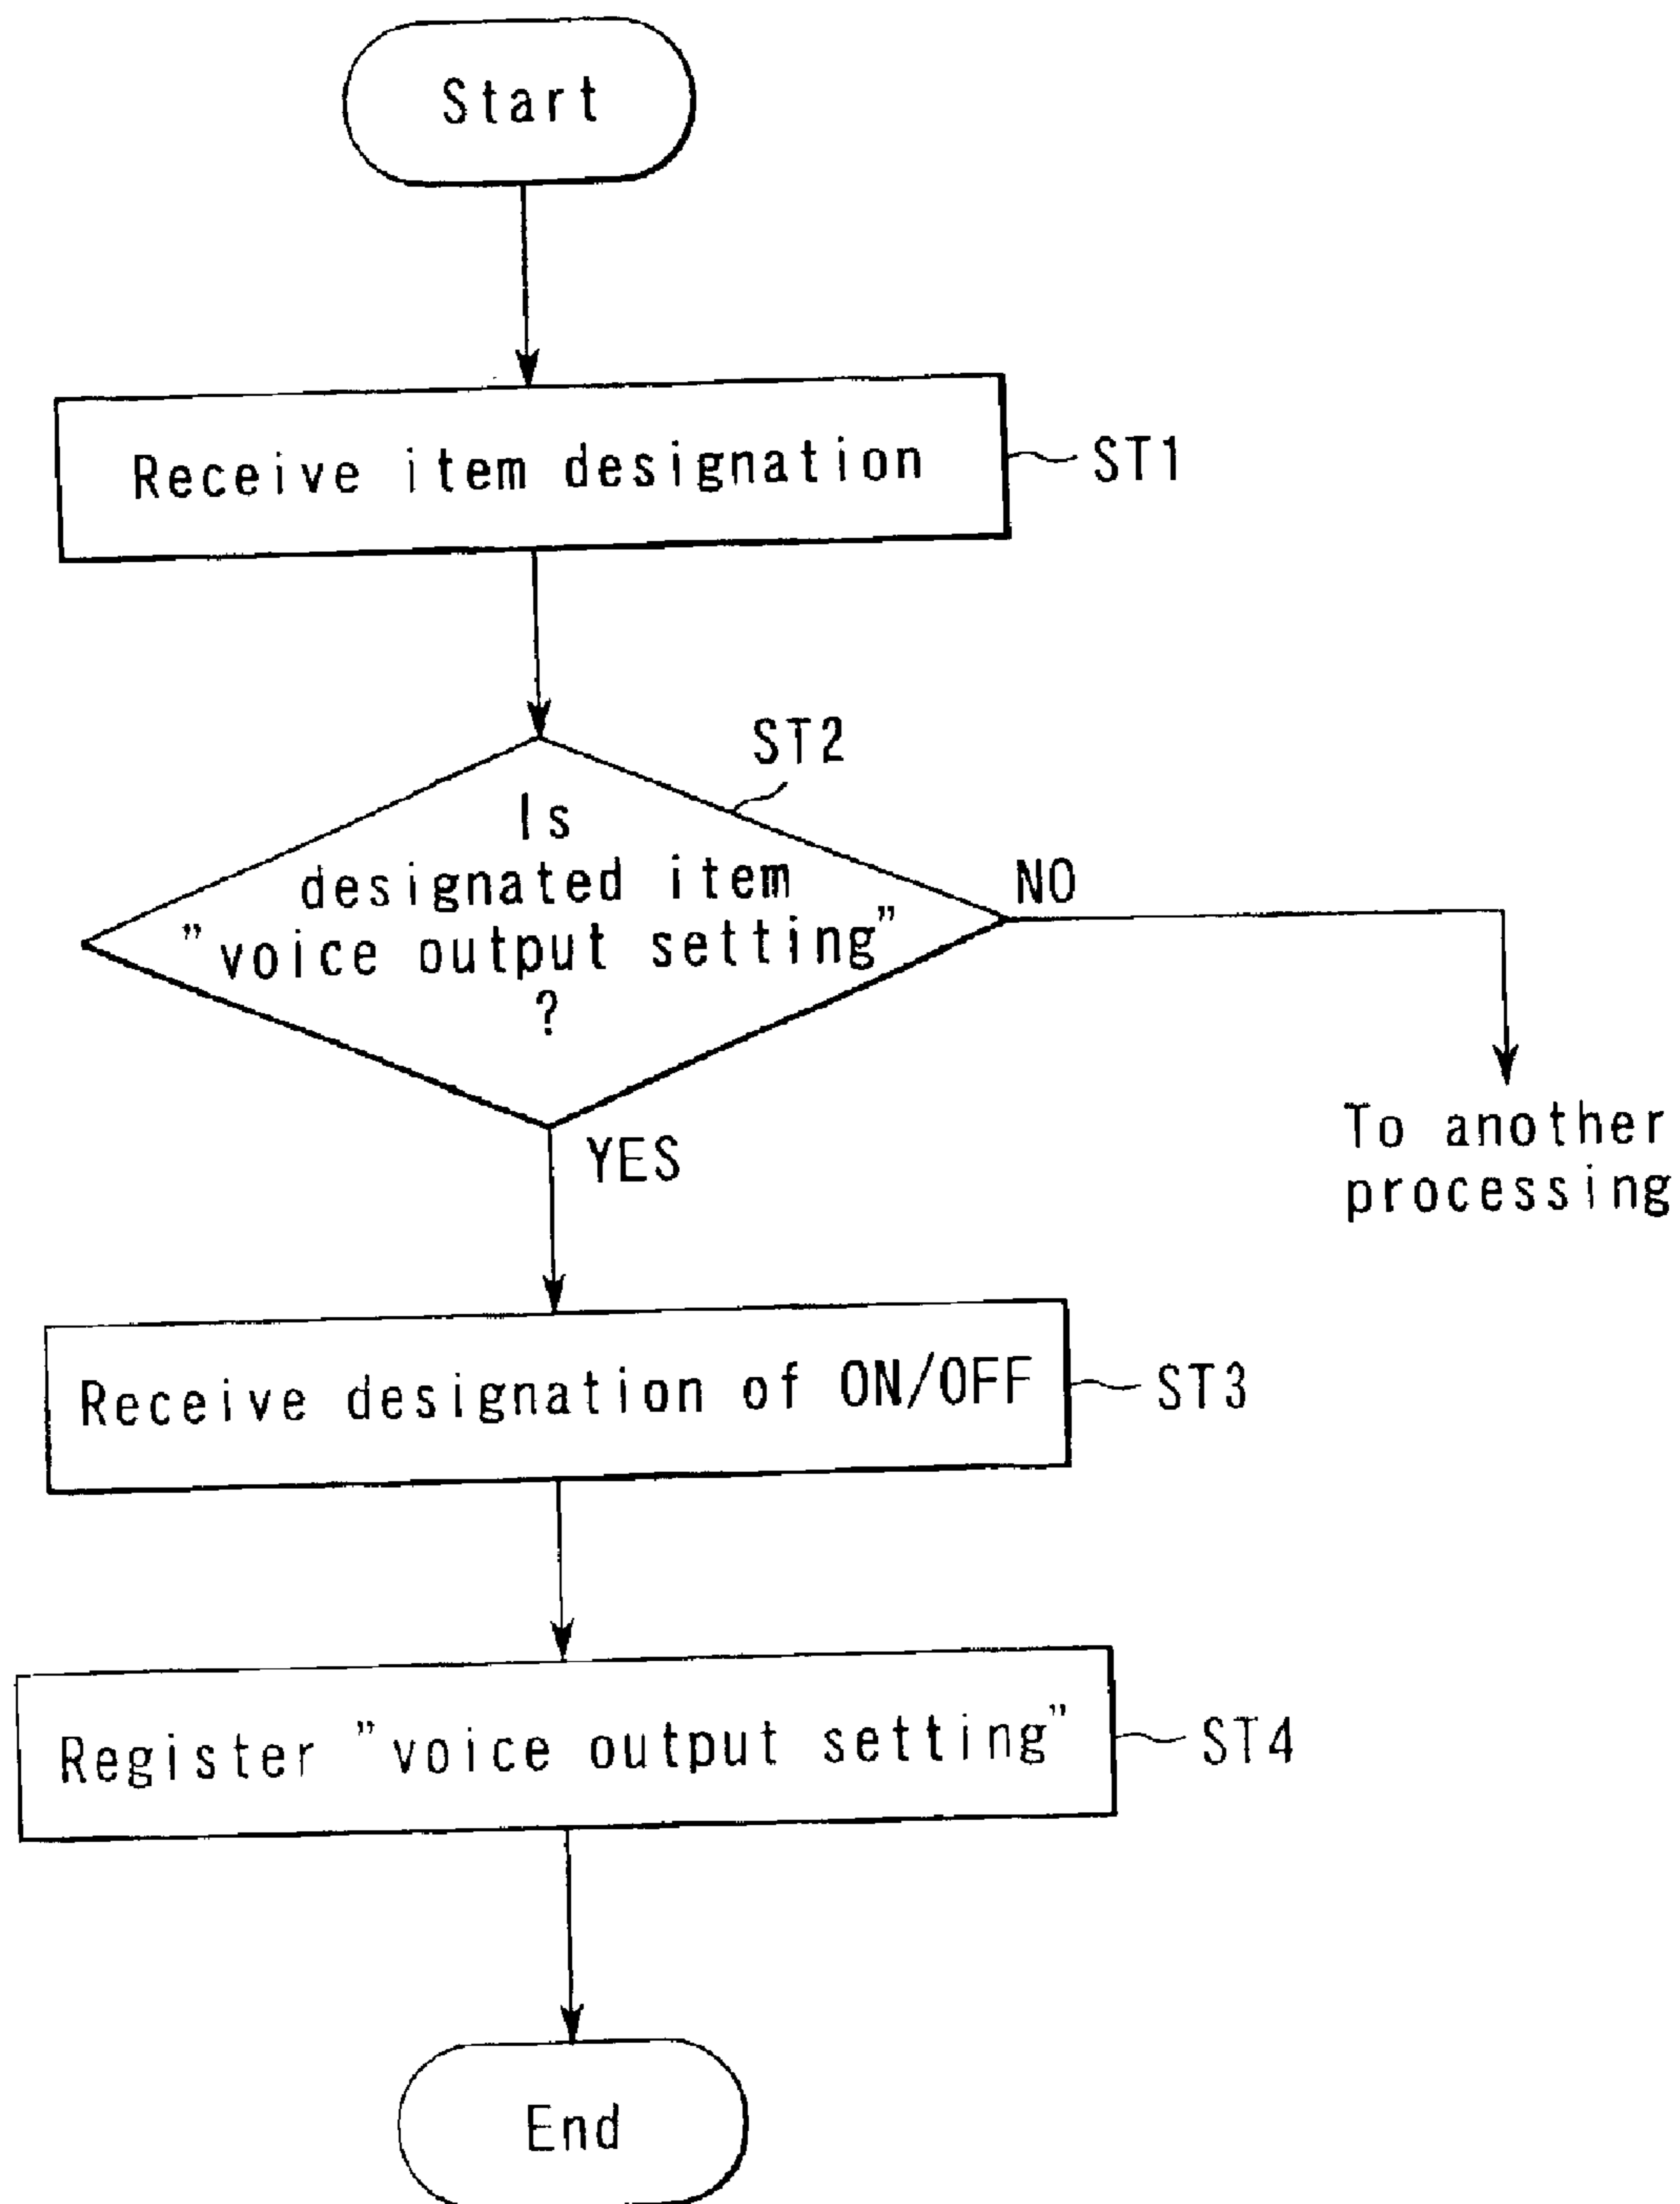 Start
Receive item designation
ST1
ST2
Is
designated item
"voice output setting"
?
NO
To another
processing
YES
Receive designation of ON/OFF
ST3
Register "voice output setting"
ST4
End